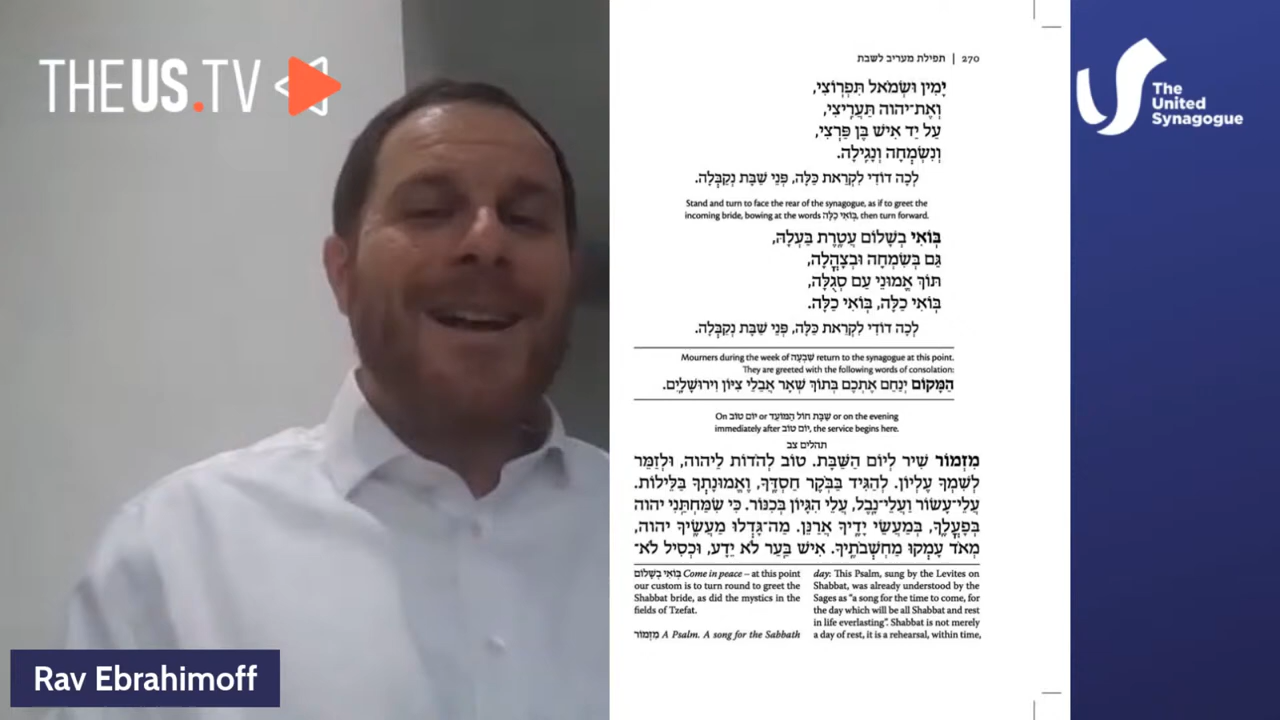 THEUS.TV
Rav Ebrahimoff
270 | תפילת מעריב לשבת
יָמִין וּשְׂמֹאל תִּפְרֽוֹצִי,
וְאֶת־יהוה תַּעֲרִֽיצִי,
עַל יַד אִישׁ בֶּן פַּרְצִי,
וְנִשְׂמְחָה וְנָגִֽילָה.
לְכָה דוֹדִי לִקְרַאת כַּלָּה, פְּנֵי שַׁבָּת נְקַבְּלָה.
Stand and turn to face the rear of the synagogue, as if to greet the
incoming bride, bowing at the words בּֽוֹאִי כַלָּה, then turn forward.
בּֽוֹאִי בְשָׁלוֹם עֲטֶֽרֶת בַּעְלָהּ,
גַּם בְּשִׂמְחָה וּבְצָהֳלָה,
תּוֹךְ אֱמוּנֵי עַם סְגֻלָּה,
בּֽוֹאִי כַלָּה, בּֽוֹאִי כַלָּה.
לְכָה דוֹדִי לִקְרַאת כַּלָּה, פְּנֵי שַׁבָּת נְקַבְּלָה.
Mourners during the week of שִׁבְעָה return to the synagogue at this point.
They are greeted with the following words of consolation:
הַמָּקוֹם יְנַחֵם אֶתְכֶם בְּתוֹךְ שְׁאָר אֲבֵלֵי צִיּוֹן וִירוּשָׁלָֽיִם.
On יוֹם טוֹב or שַׁבָּת חוֹל הַמּוֹעֵד or on the evening
immediately after יוֹם טוֹב, the service begins here.
תהלים צב
מִזְמוֹר שִׁיר לְיוֹם הַשַּׁבָּת. טוֹב לְהֹדוֹת לַיהוה, וּלְזַמֵּר
לְשִׁמְךָ עֶלְיוֹן. לְהַגִּיד בַּבֹּֽקֶר חַסְדֶּֽךָ, וֶאֱמוּנָתְךָ בַּלֵּילוֹת.
עֲלֵי־עָשׂוֹר וַעֲלֵי־נָֽבֶל, עֲלֵי הִגָּיוֹן בְּכִנּוֹר. כִּי שִׂמַּחְתַּֽנִי יהוה
בְּפָעֳלֶֽךָ, בְּמַעֲשֵׂי יָדֶֽיךָ אֲרַנֵּן. מַה־גָּדְלוּ מַעֲשֶֽׂיךָ יהוה,
מְאֹד עָמְקוּ מַחְשְׁבֹתֶֽיךָ. אִישׁ בַּֽעַר לֹא יֵדָע, וּכְסִיל לֹא־
בּֽוֹאִי בְשָׁלוֹם Come in peace – at this point
our custom is to turn round to greet the
Shabbat bride, as did the mystics in the
fields of Tzefat.
מִזְמוֹר A Psalm. A song for the Sabbath
day: This Psalm, sung by the Levites on
Shabbat, was already understood by the
Sages as “a song for the time to come, for
the day which will be all Shabbat and rest
in life everlasting”. Shabbat is not merely
a day of rest, it is a rehearsal, within time,
The
United
Synagogue